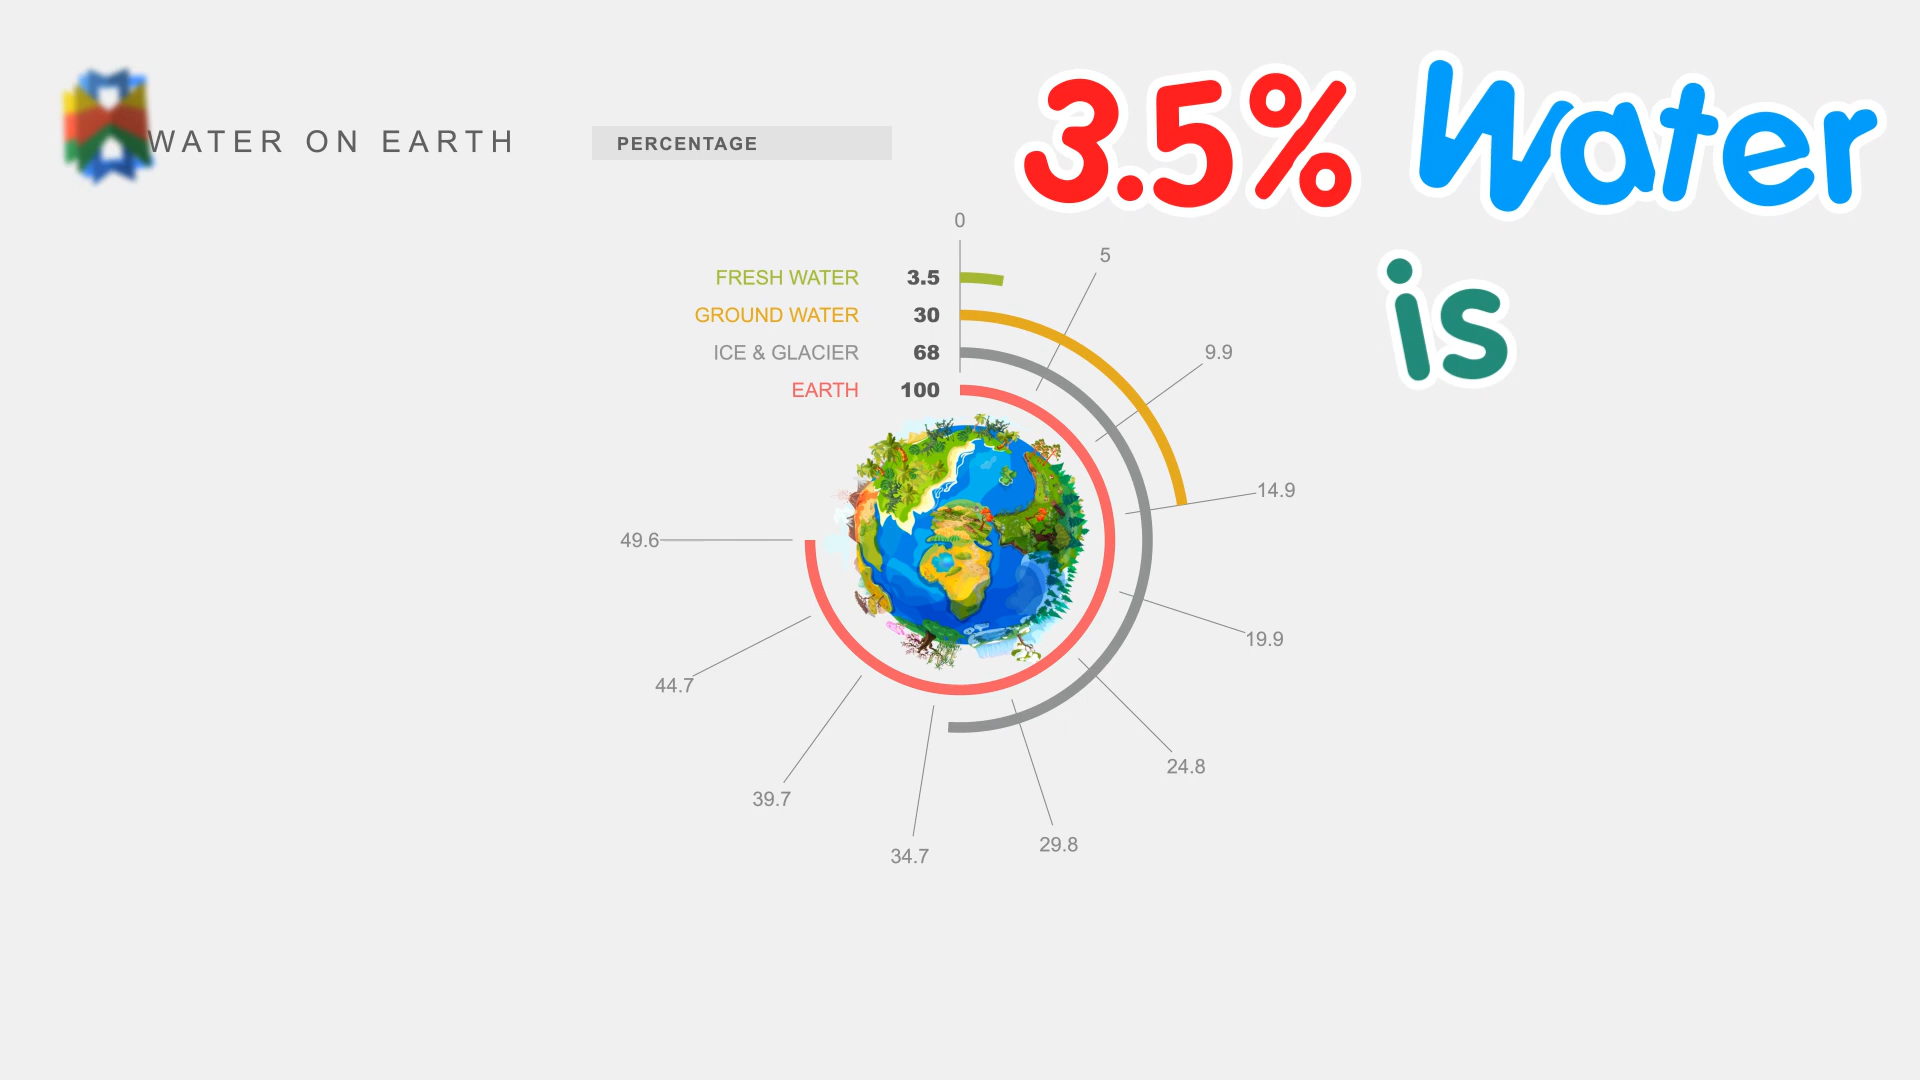 WATER ON EARTH
PERCENTAGE
3.5% Water
is
0
5
9.9
14.9
19.9
24.8
29.8
34.7
39.7
44.7
49.6
FRESH WATER 3.5
GROUND WATER 30
ICE & GLACIER 68
EARTH 100